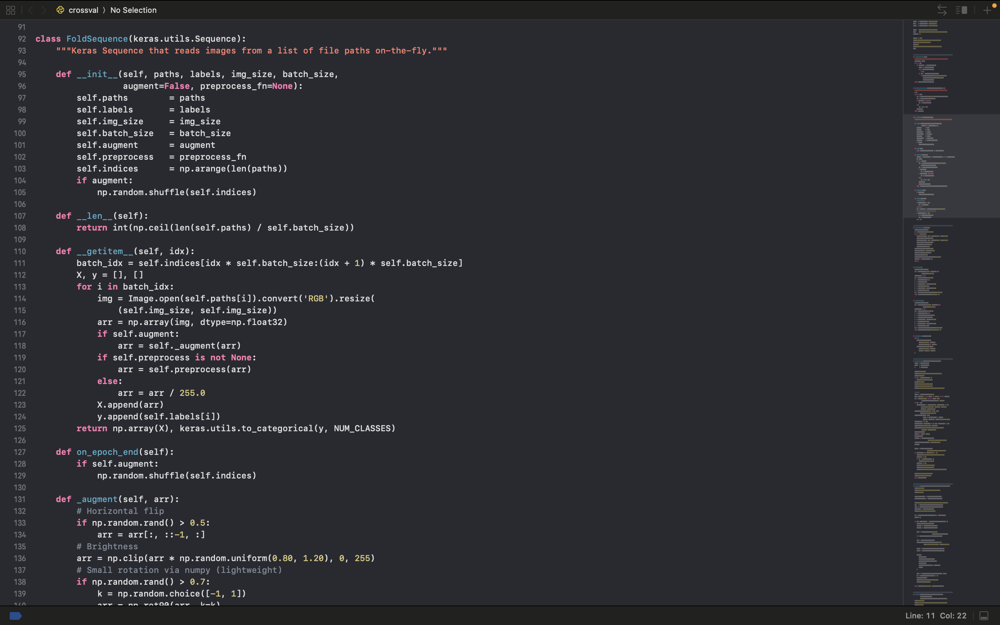 crossval 〉 No Selection
91
92 class FoldSequence(keras.utils.Sequence):
93     """Keras Sequence that reads images from a list of file paths on-the-fly."""
94
95     def __init__(self, paths, labels, img_size, batch_size,
96                  augment=False, preprocess_fn=None):
97         self.paths        = paths
98         self.labels       = labels
99         self.img_size     = img_size
100         self.batch_size   = batch_size
101         self.augment      = augment
102         self.preprocess   = preprocess_fn
103         self.indices      = np.arange(len(paths))
104         if augment:
105             np.random.shuffle(self.indices)
106
107     def __len__(self):
108         return int(np.ceil(len(self.paths) / self.batch_size))
109
110     def __getitem__(self, idx):
111         batch_idx = self.indices[idx * self.batch_size:(idx + 1) * self.batch_size]
112         X, y = [], []
113         for i in batch_idx:
114             img = Image.open(self.paths[i]).convert('RGB').resize(
115                 (self.img_size, self.img_size))
116             arr = np.array(img, dtype=np.float32)
117             if self.augment:
118                 arr = self._augment(arr)
119             if self.preprocess is not None:
120                 arr = self.preprocess(arr)
121             else:
122                 arr = arr / 255.0
123             X.append(arr)
124             y.append(self.labels[i])
125         return np.array(X), keras.utils.to_categorical(y, NUM_CLASSES)
126
127     def on_epoch_end(self):
128         if self.augment:
129             np.random.shuffle(self.indices)
130
131     def _augment(self, arr):
132         # Horizontal flip
133         if np.random.rand() > 0.5:
134             arr = arr[:, ::-1, :]
135         # Brightness
136         arr = np.clip(arr * np.random.uniform(0.80, 1.20), 0, 255)
137         # Small rotation via numpy (lightweight)
138         if np.random.rand() > 0.7:
139             k = np.random.choice([-1, 1])
140             arr = np.rot90(arr, k=k)
Line: 11  Col: 22